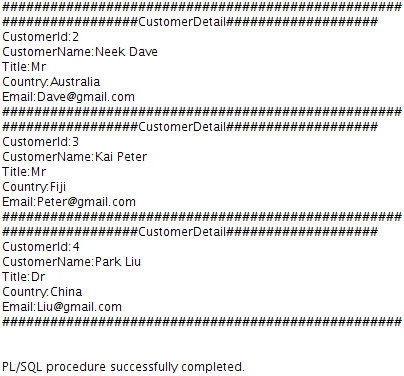 ##################################################
#################CustomerDetail###################
CustomerId:2
CustomerName:Neek Dave
Title:Mr
Country:Australia
Email:Dave@gmail.com
##################################################
#################CustomerDetail###################
CustomerId:3
CustomerName:Kai Peter
Title:Mr
Country:Fiji
Email:Peter@gmail.com
##################################################
#################CustomerDetail###################
CustomerId:4
CustomerName:Park Liu
Title:Dr
Country:China
Email:Liu@gmail.com
##################################################
PL/SQL procedure successfully completed.